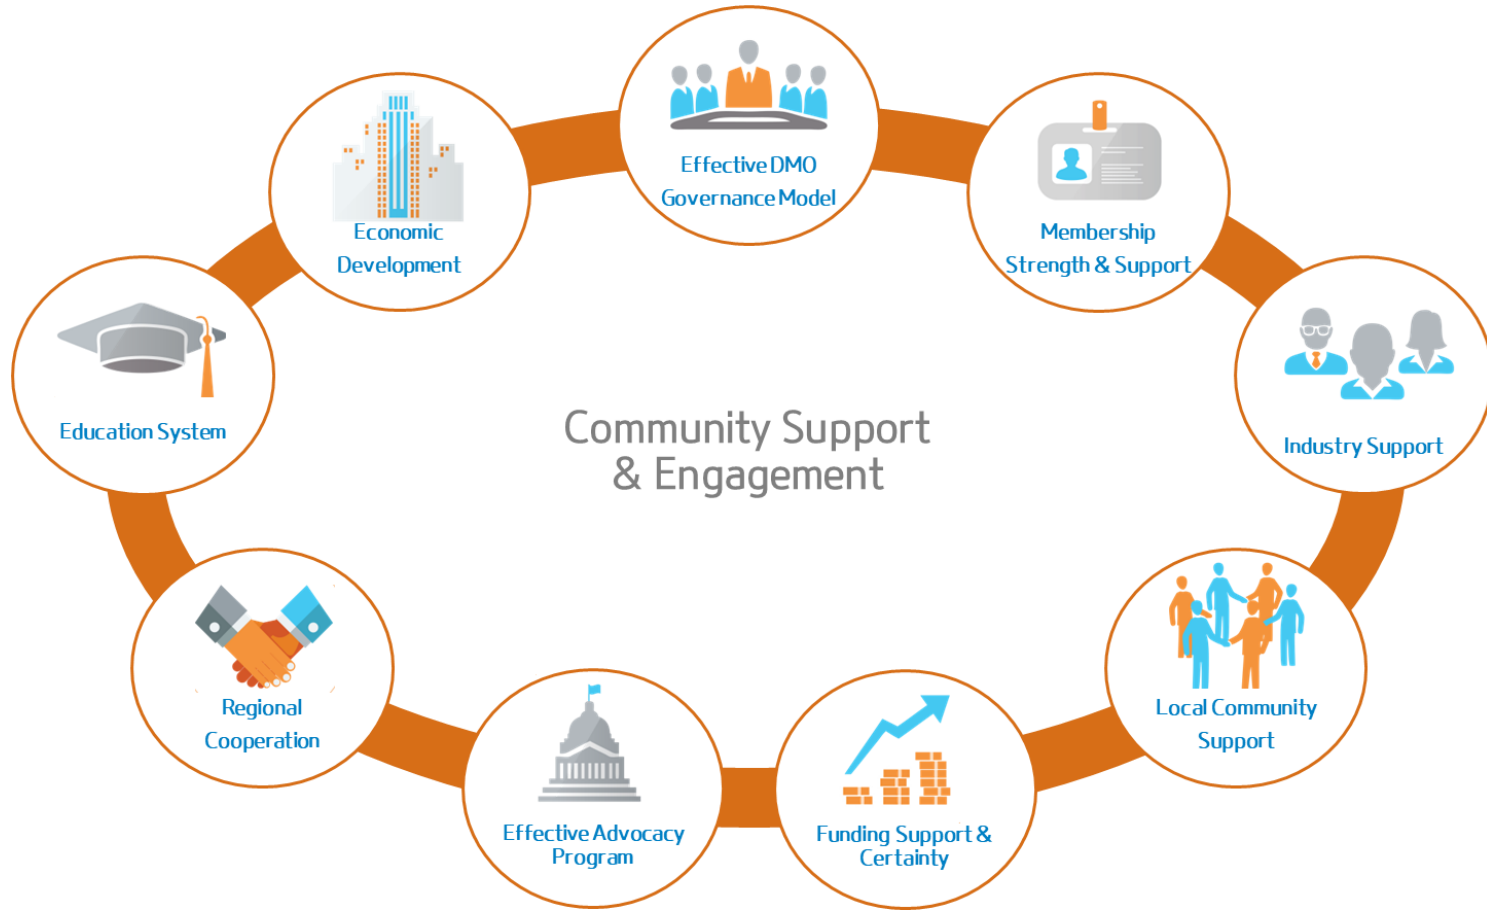 Effective DMO
Governance Model
Membership
Strength & Support
Industry Support
Local Community
Support
Funding Support &
Certainty
Effective Advocacy
Program
Regional
Cooperation
Education System
Economic
Development
Community Support
& Engagement